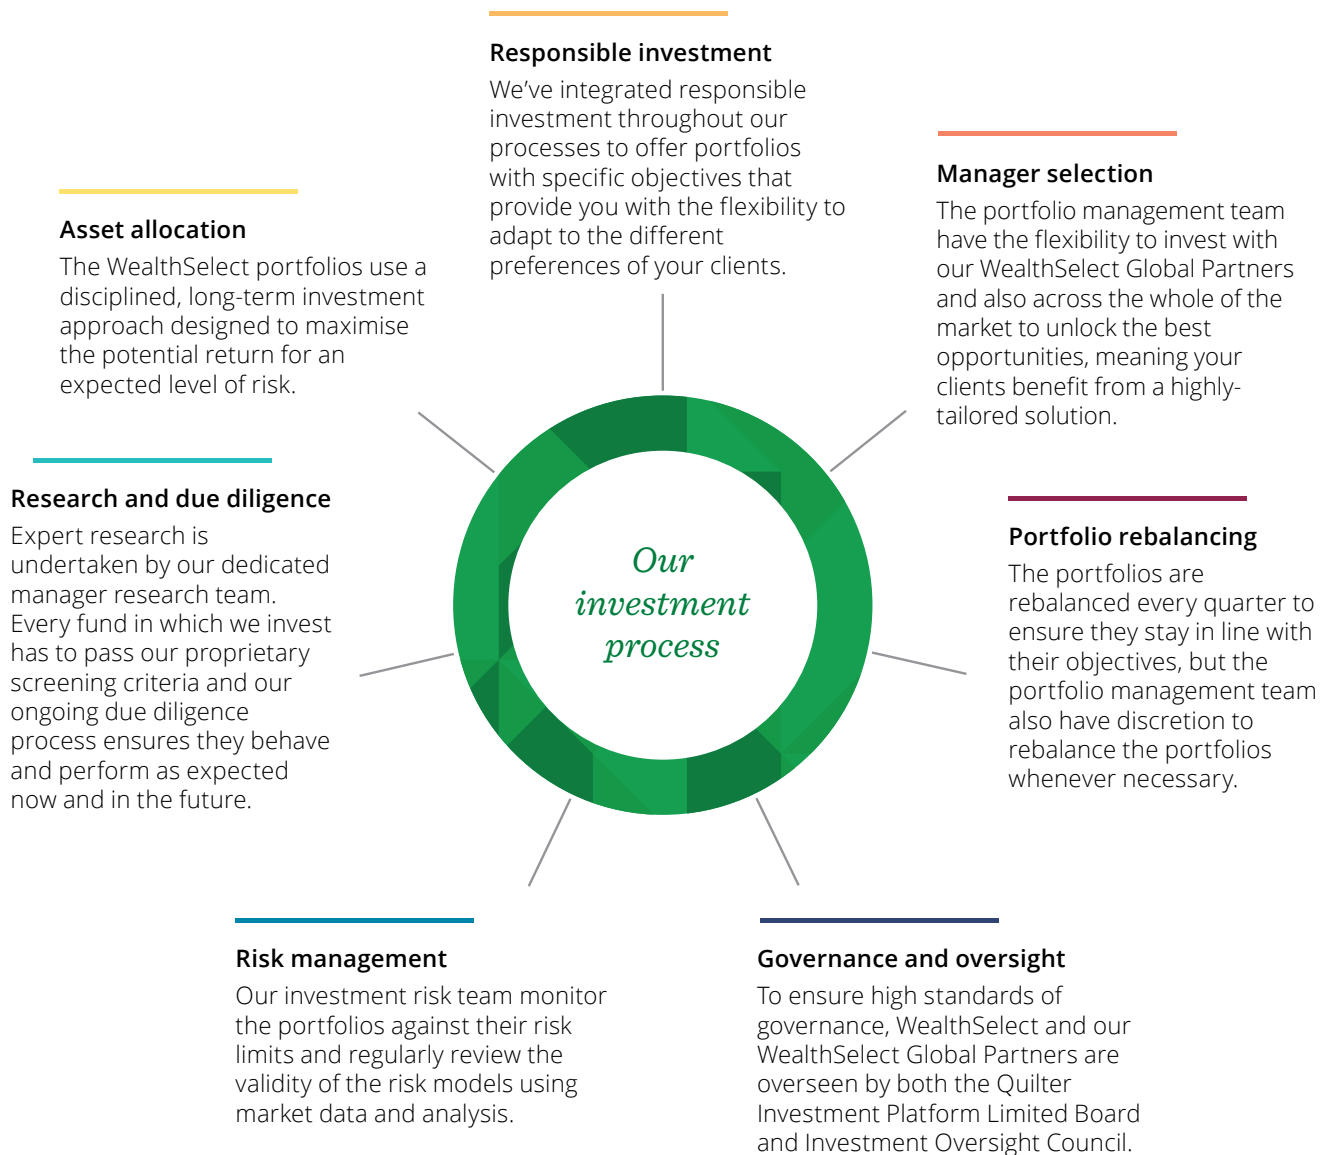 Responsible investment
We've integrated responsible
investment throughout our
processes to offer portfolios
with specific objectives that
provide you with the flexibility to
adapt to the different
preferences of your clients.
Manager selection
The portfolio management team
have the flexibility to invest with
our WealthSelect Global Partners
and also across the whole of the
market to unlock the best
opportunities, meaning your
clients benefit from a highly-
tailored solution.
Asset allocation
The WealthSelect portfolios use a
disciplined, long-term investment
approach designed to maximise
the potential return for an
expected level of risk.
Research and due diligence
Expert research is
undertaken by our dedicated
manager research team.
Every fund in which we invest
has to pass our proprietary
screening criteria and our
ongoing due diligence
process ensures they behave
and perform as expected
now and in the future.
Our
investment
process
Portfolio rebalancing
The portfolios are
rebalanced every quarter to
ensure they stay in line with
their objectives, but the
portfolio management team
also have discretion to
rebalance the portfolios
whenever necessary.
Risk management
Our investment risk team monitor
the portfolios against their risk
limits and regularly review the
validity of the risk models using
market data and analysis.
Governance and oversight
To ensure high standards of
governance, WealthSelect and our
WealthSelect Global Partners are
overseen by both the Quilter
Investment Platform Limited Board
and Investment Oversight Council.